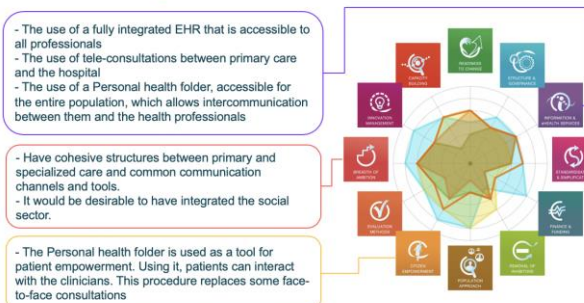 - The use of a fully integrated EHR that is accessible to
all professionals
- The use of tele-consultations between primary care
and the hospital
- The use of a Personal health folder, accessible for
the entire population, which allows intercommunication
between them and the health professionals
- Have cohesive structures between primary and
specialized care and common communication
channels and tools.
- It would be desirable to have integrated the social
sector.
- The Personal health folder is used as a tool for
patient empowerment. Using it, patients can interact
with the clinicians. This procedure replaces some face-
to-face consultations
READINESS
TO CHANGE
STRUCTURE &
GOVERNANCE
INFORMATION &
EHEALTH SERVICES
FINANCE &
FUNDING
REMOVAL OF
INHIBITORS
POPULATION
APPROACH
CITIZEN
EMPOWERMENT
EVALUATION
METHODS
BREADTH OF
AMBITION
INNOVATION
MANAGEMENT
CAPACITY
BUILDING